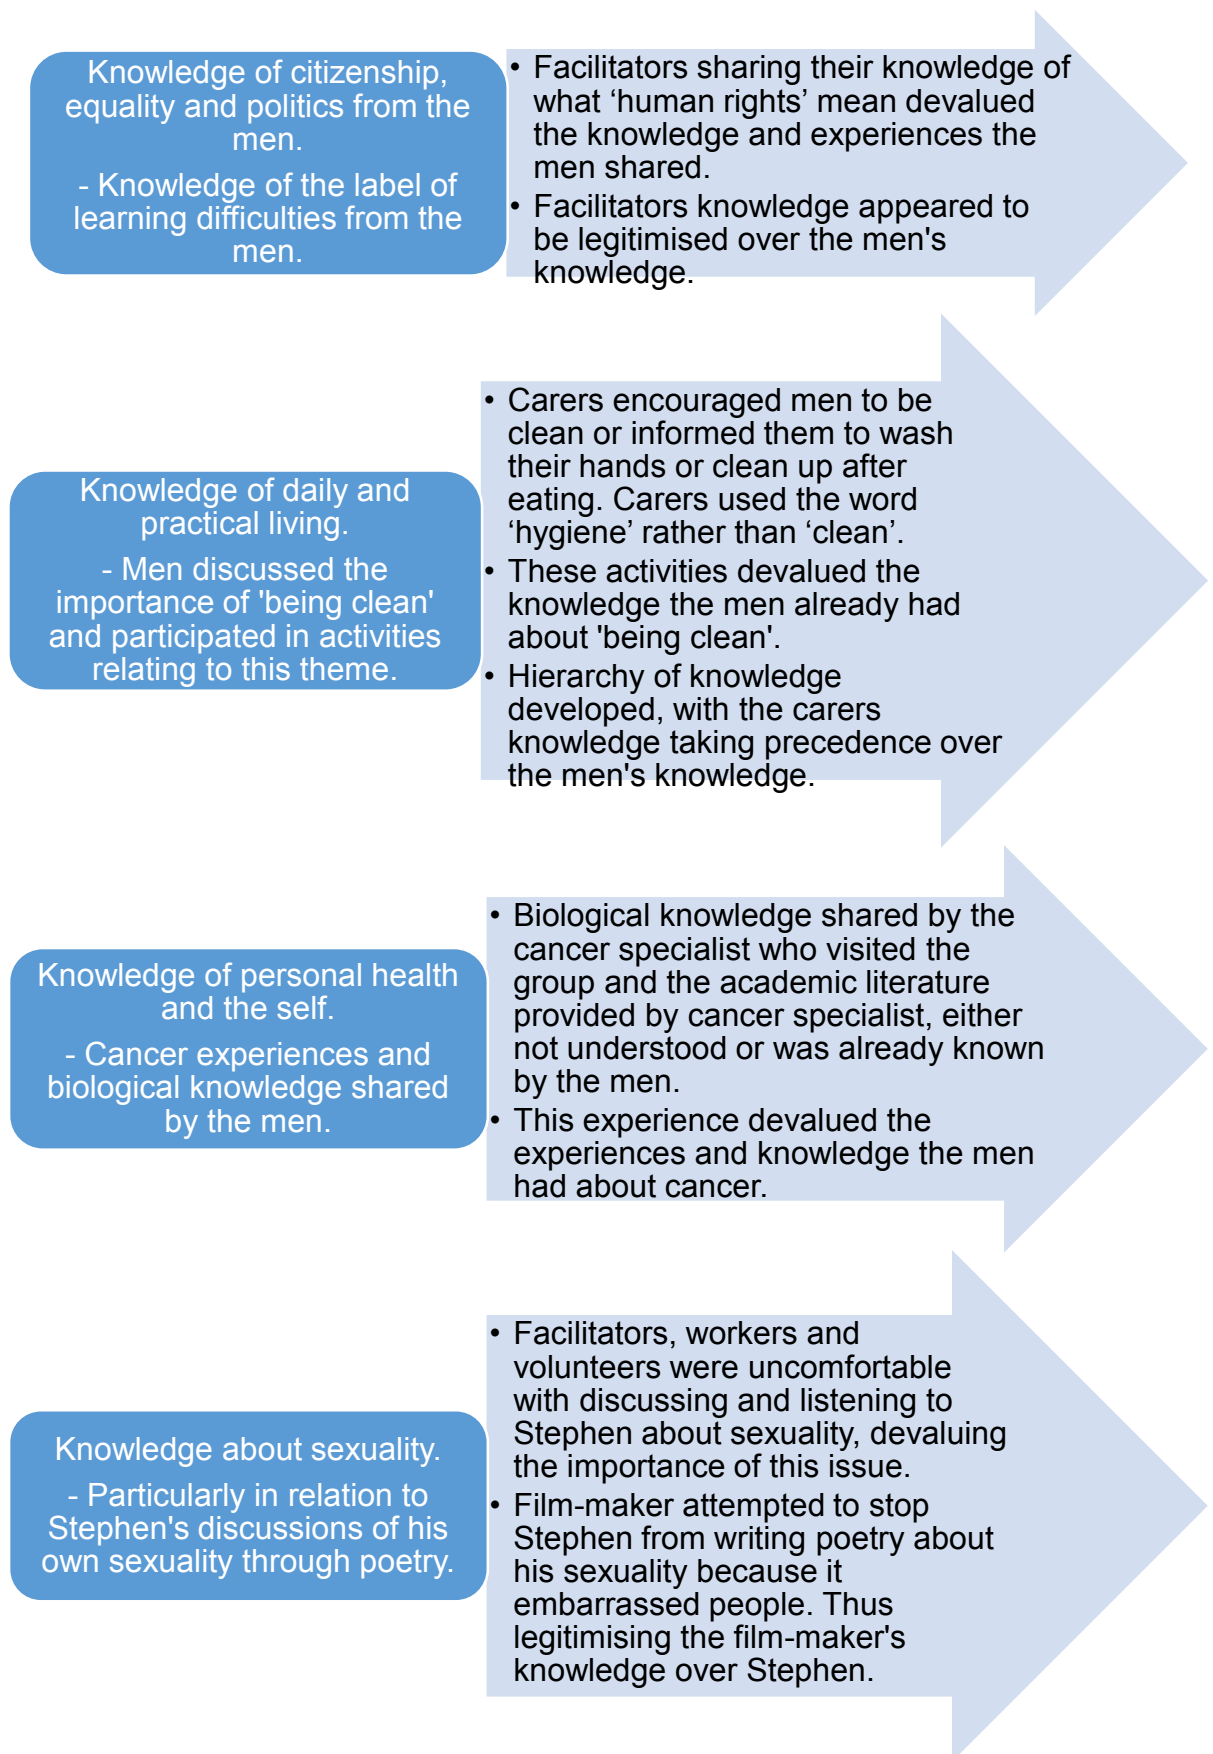 Knowledge of citizenship,
equality and politics from the
men.
- Knowledge of the label of
learning difficulties from the
men.
• Facilitators sharing their knowledge of
what ‘human rights’ mean devalued
the knowledge and experiences the
men shared.
• Facilitators knowledge appeared to
be legitimised over the men's
knowledge.
Knowledge of daily and
practical living.
- Men discussed the
importance of 'being clean'
and participated in activities
relating to this theme.
• Carers encouraged men to be
clean or informed them to wash
their hands or clean up after
eating. Carers used the word
‘hygiene’ rather than ‘clean’.
• These activities devalued the
knowledge the men already had
about 'being clean'.
• Hierarchy of knowledge
developed, with the carers
knowledge taking precedence over
the men's knowledge.
Knowledge of personal health
and the self.
- Cancer experiences and
biological knowledge shared
by the men.
• Biological knowledge shared by the
cancer specialist who visited the
group and the academic literature
provided by cancer specialist, either
not understood or was already known
by the men.
• This experience devalued the
experiences and knowledge the men
had about cancer.
Knowledge about sexuality.
- Particularly in relation to
Stephen's discussions of his
own sexuality through poetry.
• Facilitators, workers and
volunteers were uncomfortable
with discussing and listening to
Stephen about sexuality, devaluing
the importance of this issue.
• Film-maker attempted to stop
Stephen from writing poetry about
his sexuality because it
embarrassed people. Thus
legitimising the film-maker's
knowledge over Stephen.